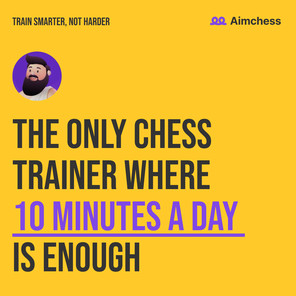 TRAIN SMARTER, NOT HARDER
Aimchess
THE ONLY CHESS
TRAINER WHERE
10 MINUTES A DAY
IS ENOUGH